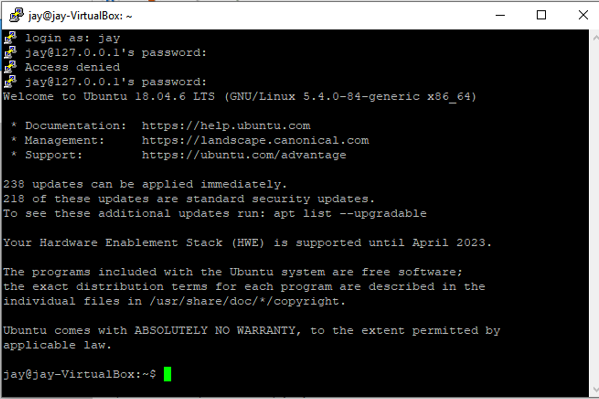 jay@jay-VirtualBox: ~
login as: jay
jay@127.0.0.1's password:
Access denied
jay@127.0.0.1's password:
Welcome to Ubuntu 18.04.6 LTS (GNU/Linux 5.4.0-84-generic x86_64)
* Documentation:  https://help.ubuntu.com
* Management:     https://landscape.canonical.com
* Support:        https://ubuntu.com/advantage
238 updates can be applied immediately.
218 of these updates are standard security updates.
To see these additional updates run: apt list --upgradable
Your Hardware Enablement Stack (HWE) is supported until April 2023.
The programs included with the Ubuntu system are free software;
the exact distribution terms for each program are described in the
individual files in /usr/share/doc/*/copyright.
Ubuntu comes with ABSOLUTELY NO WARRANTY, to the extent permitted by
applicable law.
jay@jay-VirtualBox:~$